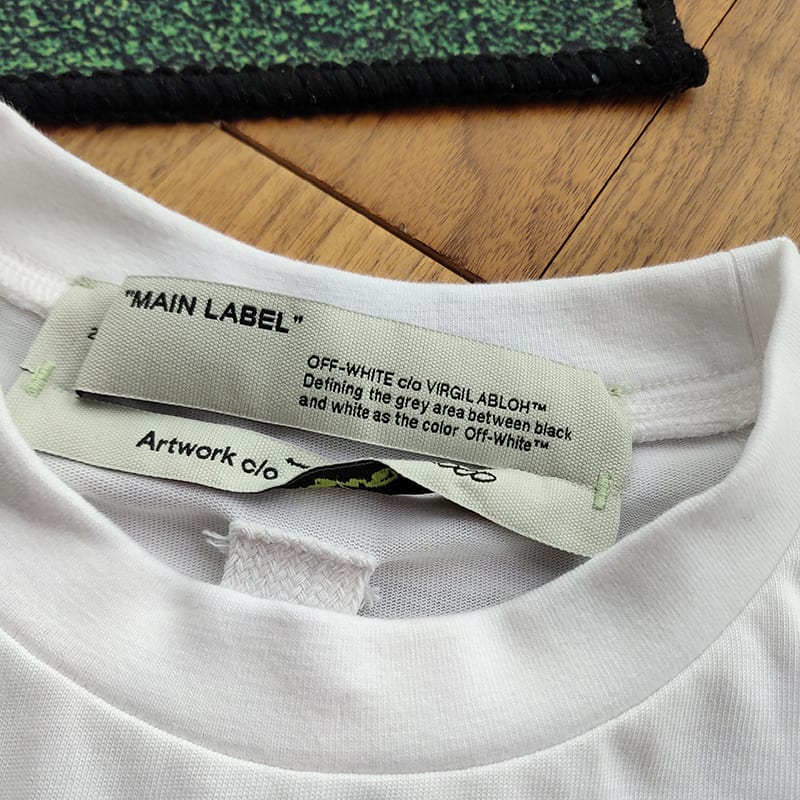 "MAIN LABEL"
OFF-WHITE c/o VIRGIL ABLOH™
Defining the grey area between black
and white as the color Off-White™
Artwork c/o